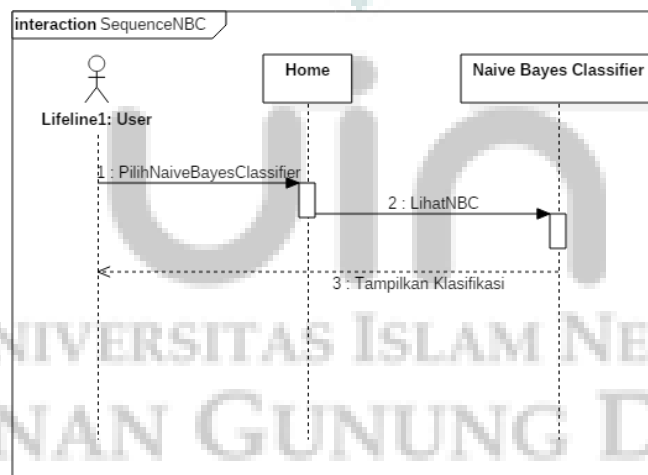 interaction SequenceNBC
Home
Naive Bayes Classifier
Lifeline1: User
1 : PilihNaiveBayesClassifier
2 : LihatNBC
3 : Tampilkan Klasifikasi
uin
NIVERSITAS ISLAM NE
NAN GUNUNG D